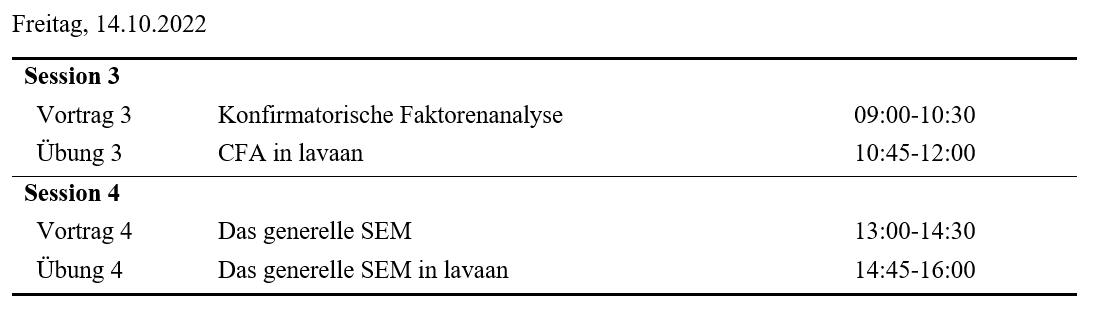 Freitag, 14.10.2022
Session 3
Vortrag 3 Konfirmatorische Faktorenanalyse 09:00-10:30
Übung 3 CFA in lavaan 10:45-12:00
Session 4
Vortrag 4 Das generelle SEM 13:00-14:30
Übung 4 Das generelle SEM in lavaan 14:45-16:00